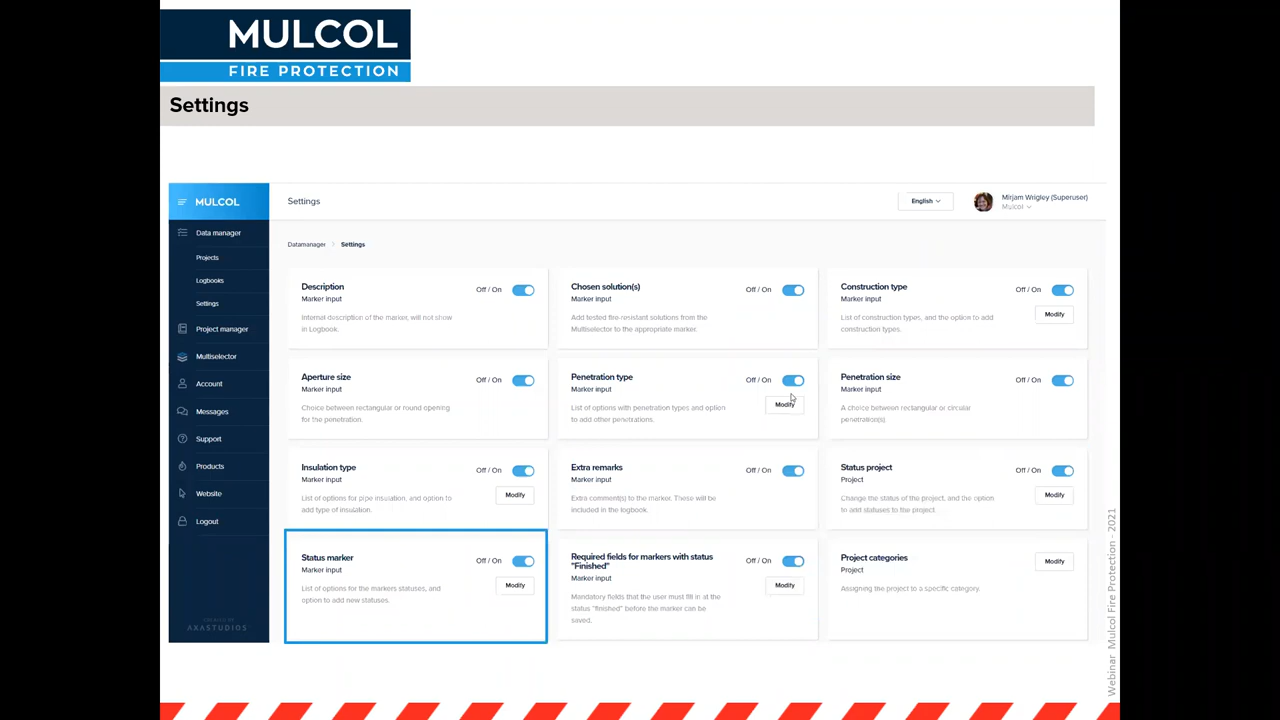 MULCOL
FIRE PROTECTION
Settings
MULCOL
Settings
English
Mirjam Wrigley (Superuser)
Mulcol
Data manager
Projects
Logbooks
Settings
Project manager
Multiselector
Account
Messages
Support
Products
Website
Logout
AXASTUDIOS
Datamanager > Settings
Description
Marker input
Off / On
Internal description of the marker, will not show
in Logbook.
Chosen solution(s)
Marker input
Off / On
Add tested fire-resistant solutions from the
Multiselector to the appropriate marker.
Construction type
Marker input
Off / On
Modify
List of construction types, and the option to add
construction types.
Aperture size
Marker input
Off / On
Choice between rectangular or round opening
for the penetration.
Penetration type
Marker input
Off / On
Modify
List of options with penetration types and option
to add other penetrations.
Penetration size
Marker input
Off / On
A choice between rectangular or circular
penetration(s).
Insulation type
Marker input
Off / On
Modify
List of options for pipe insulation, and option to
add type of insulation.
Extra remarks
Marker input
Off / On
Extra comment(s) to the marker. These will be
included in the logbook.
Status project
Project
Off / On
Modify
Change the status of the project, and the option
to add statuses to the project.
Status marker
Marker input
Off / On
Modify
List of options for the markers statuses, and
option to add new statuses.
Required fields for markers with status
"Finished"
Marker input
Off / On
Modify
Mandatory fields that the user must fill in at the
status "finished" before the marker can be
saved.
Project categories
Project
Modify
Assigning the project to a specific category.
Webinar Mulcol Fire Protection - 2021